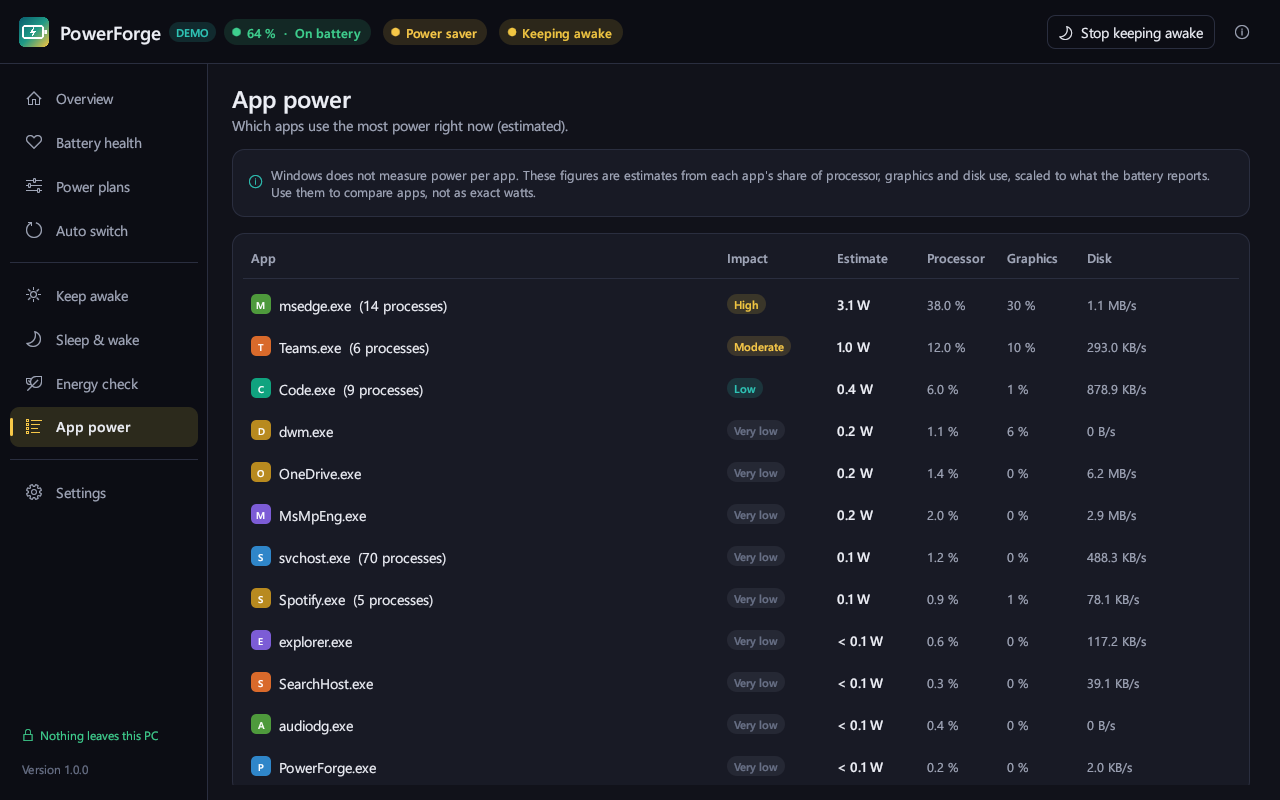 PowerForge DEMO 64 % · On battery Power saver Keeping awake Stop keeping awake
Overview
Battery health
Power plans
Auto switch
Keep awake
Sleep & wake
Energy check
App power
Settings
Nothing leaves this PC
Version 1.0.0
App power
Which apps use the most power right now (estimated).
Windows does not measure power per app. These figures are estimates from each app's share of processor, graphics and disk use, scaled to what the battery reports.
Use them to compare apps, not as exact watts.
App Impact Estimate Processor Graphics Disk
M msedge.exe (14 processes) High 3.1 W 38.0 % 30 % 1.1 MB/s
T Teams.exe (6 processes) Moderate 1.0 W 12.0 % 10 % 293.0 KB/s
C Code.exe (9 processes) Low 0.4 W 6.0 % 1 % 878.9 KB/s
D dwm.exe Very low 0.2 W 1.1 % 6 % 0 B/s
O OneDrive.exe Very low 0.2 W 1.4 % 0 % 6.2 MB/s
M MsMpEng.exe Very low 0.2 W 2.0 % 0 % 2.9 MB/s
S svchost.exe (70 processes) Very low 0.1 W 1.2 % 0 % 488.3 KB/s
S Spotify.exe (5 processes) Very low 0.1 W 0.9 % 1 % 78.1 KB/s
E explorer.exe Very low < 0.1 W 0.6 % 0 % 117.2 KB/s
S SearchHost.exe Very low < 0.1 W 0.3 % 0 % 39.1 KB/s
A audiodg.exe Very low < 0.1 W 0.4 % 0 % 0 B/s
P PowerForge.exe Very low < 0.1 W 0.2 % 0 % 2.0 KB/s